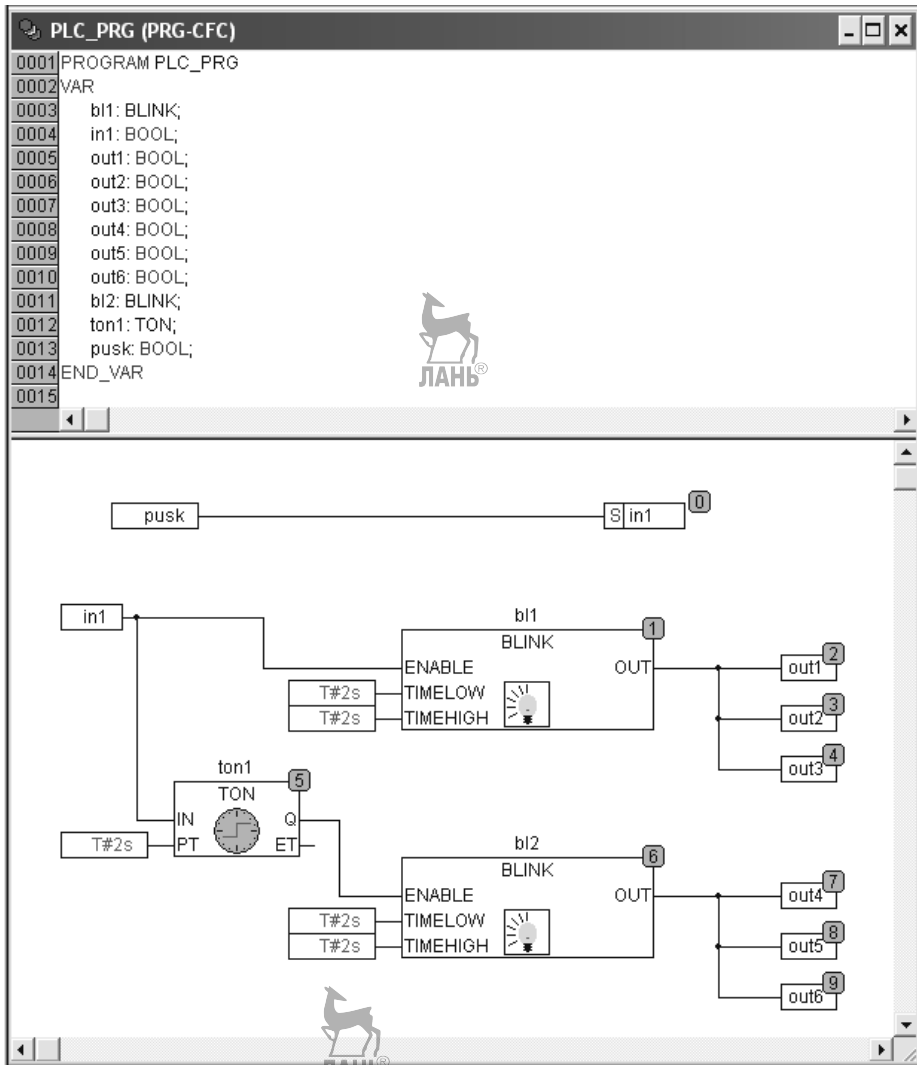 PLC_PRG (PRG-CFC)
0001 PROGRAM PLC_PRG
0002 VAR
0003 bl1: BLINK;
0004 in1: BOOL;
0005 out1: BOOL;
0006 out2: BOOL;
0007 out3: BOOL;
0008 out4: BOOL;
0009 out5: BOOL;
0010 out6: BOOL;
0011 bl2: BLINK;
0012 ton1: TON;
0013 pusk: BOOL;
0014 END_VAR
0015
ЛАНЬ®
pusk S in1 0
in1
bl1
1
BLINK
ENABLE OUT
T#2s TIMELOW
T#2s TIMEHIGH
out1 2
out2 3
out3 4
ton1
5
TON
IN Q
T#2s PT ET
bl2
6
BLINK
ENABLE OUT
T#2s TIMELOW
T#2s TIMEHIGH
out4 7
out5 8
out6 9
ЛАНЬ®